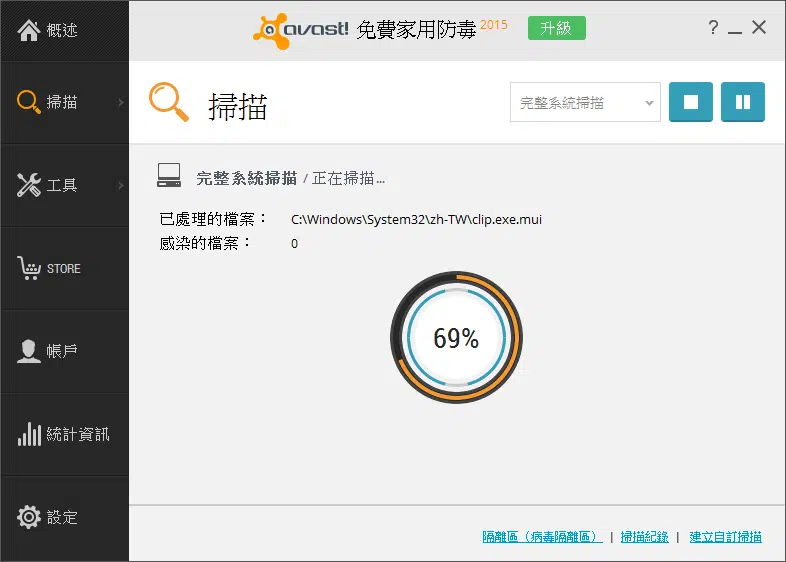 概述
avast! 免費家用防毒 2015
升級
?
掃描
掃描
完整系統掃描
工具
完整系統掃描 / 正在掃描...
已處理的檔案： C:\Windows\System32\zh-TW\clip.exe.mui
感染的檔案： 0
STORE
69%
帳戶
統計資訊
設定
隔離區（病毒隔離區） | 掃描紀錄 | 建立自訂掃描